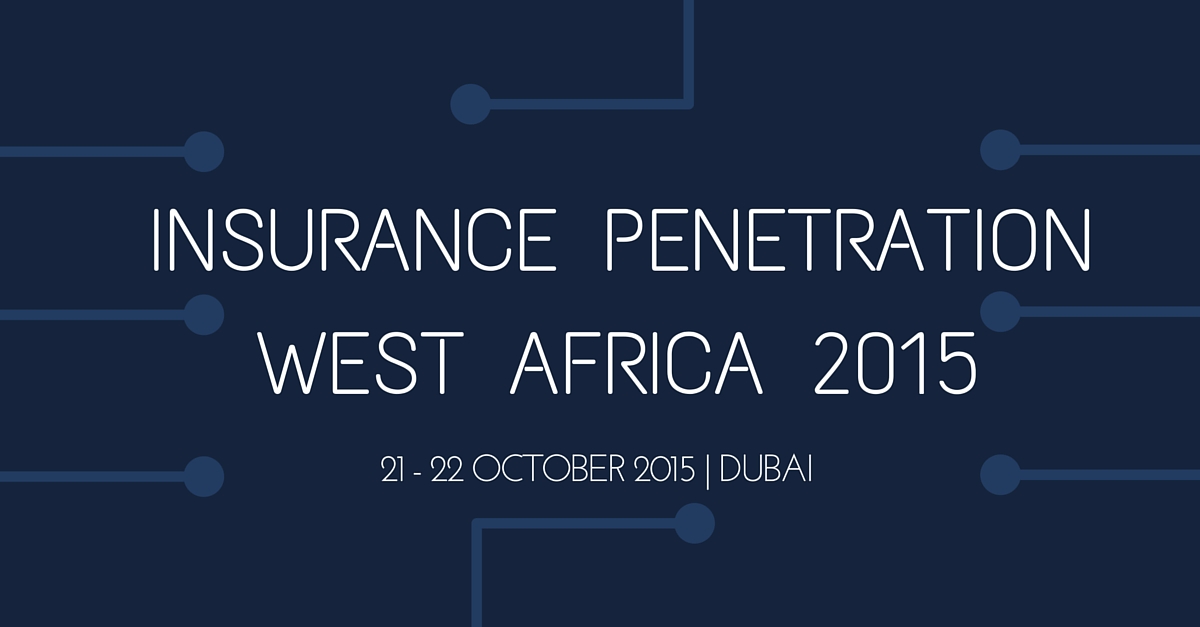 INSURANCE PENETRATION
WEST AFRICA 2015
21 - 22 OCTOBER 2015 | DUBAI